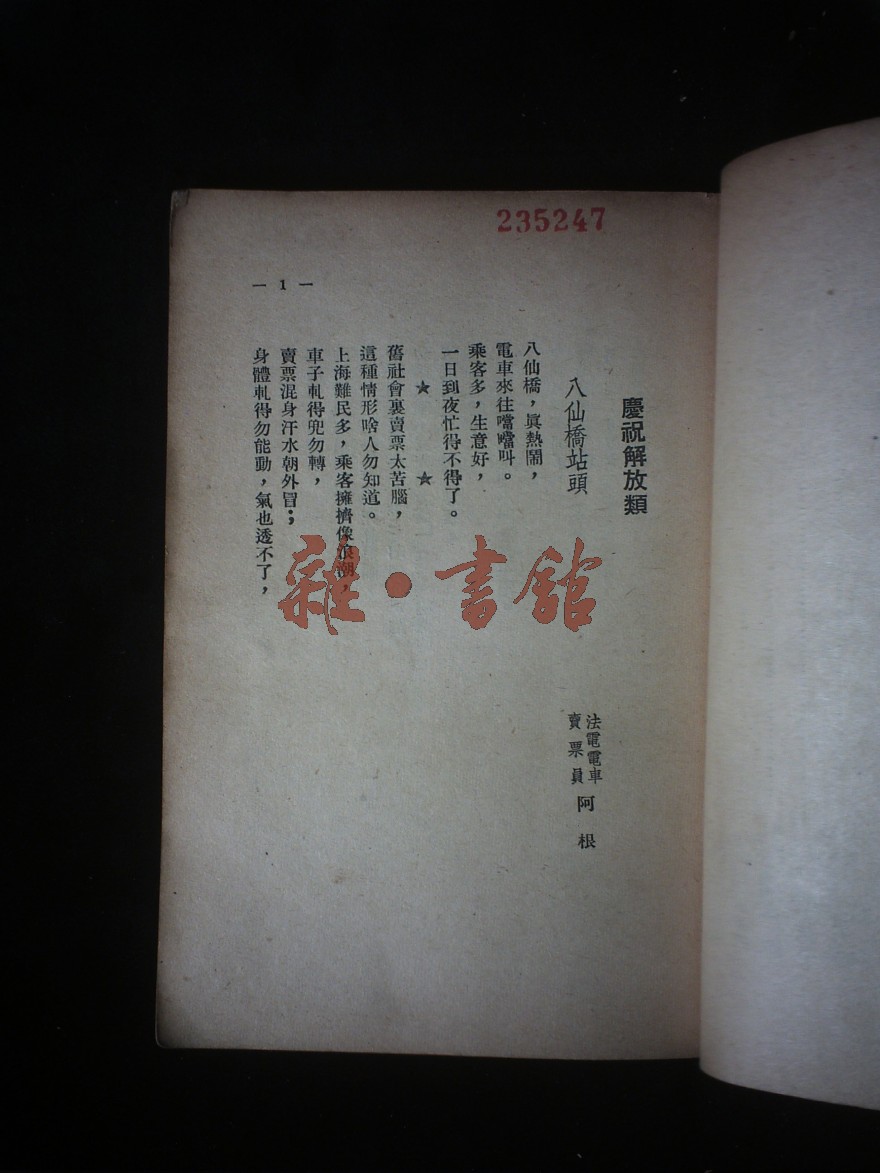 235247
慶祝解放類
八仙橋站頭
法電電車
賣票員
阿根
八仙橋，眞熱鬧，
電車來往噹噹叫。
乘客多，生意好，
一日到夜忙得不得了。
★ ★
舊社會裏賣票太苦腦，
這種情形啥人勿知道。
上海難民多，乘客擁擠像浪潮，
車子軋得兜勿轉，
賣票混身汗水朝外冒；
身體軋得勿能動，氣也透不了，
— 1 —
雜·書館